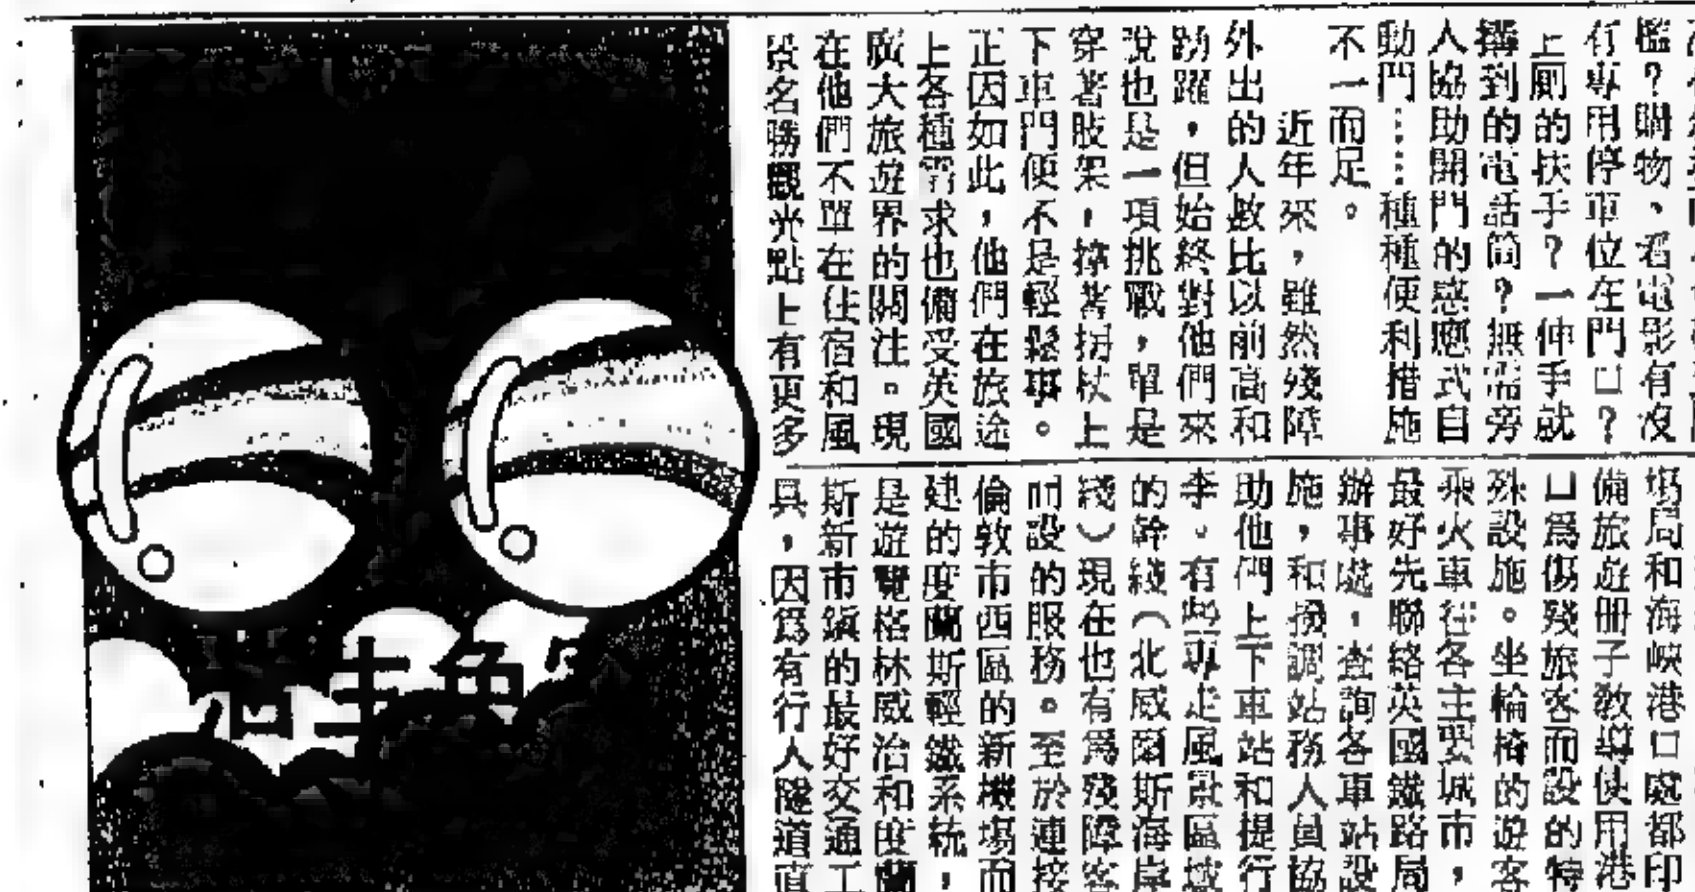 檻？購物、看電影有沒
有專用停車位在門口？
上廁的扶手？一伸手就
搆到的電話筒？無需旁
人協助開門的感應式自
動門……種種便利措施
不一而足。
近年來，雖然殘障
外出的人數比以前高和
踴躍，但始終對他們來
說也是一項挑戰，單是
穿著肢架，撐著拐杖上
下車門便不是輕鬆事。
正因如此，他們在旅途
上各種需求也備受英國
廣大旅遊界的關注。現
在他們不單在住宿和風
景名勝觀光點上有更多
場局和海峽港口處都印
備旅遊冊子教導使用港
口爲傷殘旅客而設的特
殊設施。坐輪椅的遊客
乘火車往各主要城市，
最好先聯絡英國鐵路局
辦事處，查詢各車站設
施，和協調站務人員協
助他們上下車站和提行
李。有些專走風景區域
的幹綫（北威爾斯海岸
綫）現在也有爲殘障客
而設的服務。至於連接
倫敦市西區的新機場而
建的度蘭斯輕鐵系統，
是遊覽格林威治和度蘭
斯新市鎮的最好交通工
具，因爲有行人隧道直